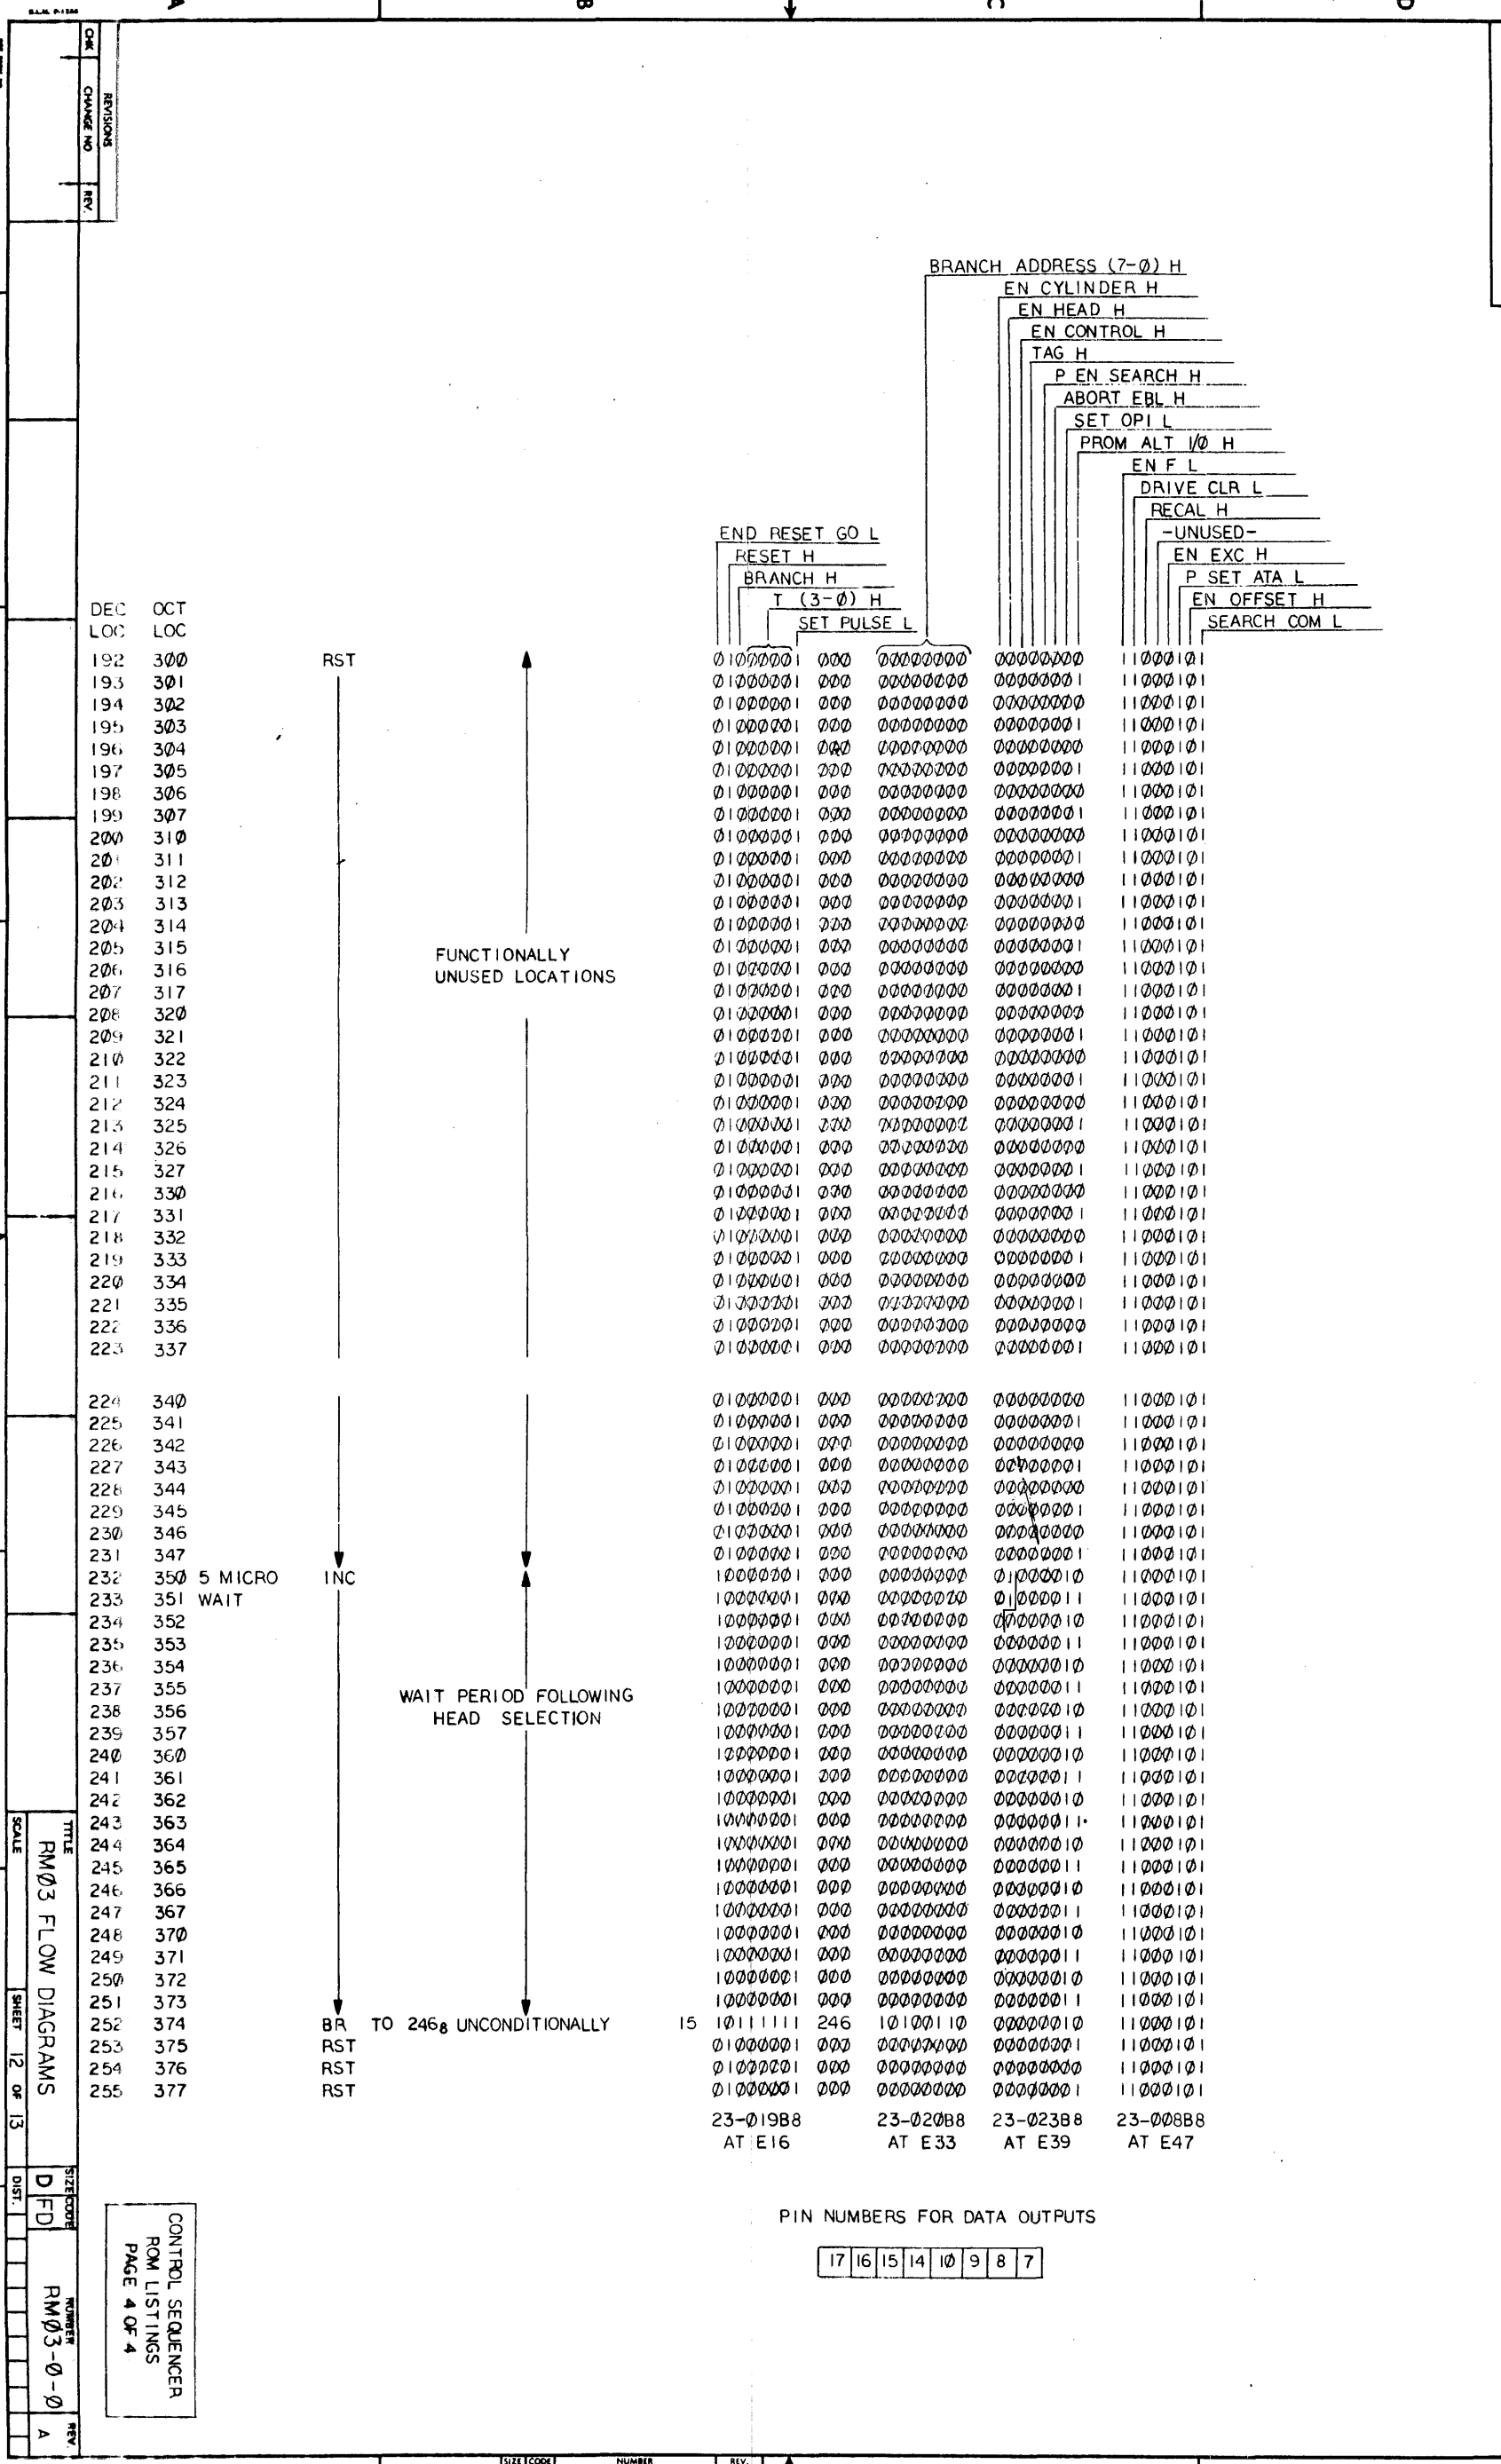 B.L.M. P-1266
A
B
C
D
REVISIONS
CHK
CHANGE NO
REV.
BRANCH ADDRESS (7-Ø) H
EN CYLINDER H
EN HEAD H
EN CONTROL H
TAG H
P EN SEARCH H
ABORT EBL H
SET OPI L
PROM ALT I/Ø H
EN F L
DRIVE CLR L
RECAL H
-UNUSED-
EN EXC H
P SET ATA L
EN OFFSET H
SEARCH COM L
END RESET GO L
RESET H
BRANCH H
T (3-Ø) H
SET PULSE L
DEC OCT
LOC LOC
192 3ØØ RST Ø1ØØØØØ1 ØØØ ØØØØØØØØ ØØØØØØØØ 11ØØØ1Ø1
193 3Ø1 Ø1ØØØØØ1 ØØØ ØØØØØØØØ ØØØØØØØ1 11ØØØ1Ø1
194 3Ø2 Ø1ØØØØØ1 ØØØ ØØØØØØØØ ØØØØØØØØ 11ØØØ1Ø1
195 3Ø3 Ø1ØØØØØ1 ØØØ ØØØØØØØØ ØØØØØØØ1 11ØØØ1Ø1
196 3Ø4 Ø1ØØØØØ1 ØØØ ØØØØØØØØ ØØØØØØØØ 11ØØØ1Ø1
197 3Ø5 Ø1ØØØØØ1 ØØØ ØØØØØØØØ ØØØØØØØ1 11ØØØ1Ø1
198 3Ø6 Ø1ØØØØØ1 ØØØ ØØØØØØØØ ØØØØØØØØ 11ØØØ1Ø1
199 3Ø7 Ø1ØØØØØ1 ØØØ ØØØØØØØØ ØØØØØØØ1 11ØØØ1Ø1
2ØØ 31Ø Ø1ØØØØØ1 ØØØ ØØØØØØØØ ØØØØØØØØ 11ØØØ1Ø1
2Ø1 311 Ø1ØØØØØ1 ØØØ ØØØØØØØØ ØØØØØØØ1 11ØØØ1Ø1
2Ø2 312 Ø1ØØØØØ1 ØØØ ØØØØØØØØ ØØØØØØØØ 11ØØØ1Ø1
2Ø3 313 Ø1ØØØØØ1 ØØØ ØØØØØØØØ ØØØØØØØ1 11ØØØ1Ø1
2Ø4 314 Ø1ØØØØØ1 ØØØ ØØØØØØØØ ØØØØØØØØ 11ØØØ1Ø1
2Ø5 315 Ø1ØØØØØ1 ØØØ ØØØØØØØØ ØØØØØØØ1 11ØØØ1Ø1
FUNCTIONALLY
UNUSED LOCATIONS
2Ø6 316 Ø1ØØØØØ1 ØØØ ØØØØØØØØ ØØØØØØØØ 11ØØØ1Ø1
2Ø7 317 Ø1ØØØØØ1 ØØØ ØØØØØØØØ ØØØØØØØ1 11ØØØ1Ø1
2Ø8 32Ø Ø1ØØØØØ1 ØØØ ØØØØØØØØ ØØØØØØØØ 11ØØØ1Ø1
2Ø9 321 Ø1ØØØØØ1 ØØØ ØØØØØØØØ ØØØØØØØ1 11ØØØ1Ø1
21Ø 322 Ø1ØØØØØ1 ØØØ ØØØØØØØØ ØØØØØØØØ 11ØØØ1Ø1
211 323 Ø1ØØØØØ1 ØØØ ØØØØØØØØ ØØØØØØØ1 11ØØØ1Ø1
212 324 Ø1ØØØØØ1 ØØØ ØØØØØØØØ ØØØØØØØØ 11ØØØ1Ø1
213 325 Ø1ØØØØØ1 ØØØ ØØØØØØØØ ØØØØØØØ1 11ØØØ1Ø1
214 326 Ø1ØØØØØ1 ØØØ ØØØØØØØØ ØØØØØØØØ 11ØØØ1Ø1
215 327 Ø1ØØØØØ1 ØØØ ØØØØØØØØ ØØØØØØØ1 11ØØØ1Ø1
216 33Ø Ø1ØØØØØ1 ØØØ ØØØØØØØØ ØØØØØØØØ 11ØØØ1Ø1
217 331 Ø1ØØØØØ1 ØØØ ØØØØØØØØ ØØØØØØØ1 11ØØØ1Ø1
218 332 Ø1ØØØØØ1 ØØØ ØØØØØØØØ ØØØØØØØØ 11ØØØ1Ø1
219 333 Ø1ØØØØØ1 ØØØ ØØØØØØØØ ØØØØØØØ1 11ØØØ1Ø1
22Ø 334 Ø1ØØØØØ1 ØØØ ØØØØØØØØ ØØØØØØØØ 11ØØØ1Ø1
221 335 Ø1ØØØØØ1 ØØØ ØØØØØØØØ ØØØØØØØ1 11ØØØ1Ø1
222 336 Ø1ØØØØØ1 ØØØ ØØØØØØØØ ØØØØØØØØ 11ØØØ1Ø1
223 337 Ø1ØØØØØ1 ØØØ ØØØØØØØØ ØØØØØØØ1 11ØØØ1Ø1
224 34Ø Ø1ØØØØØ1 ØØØ ØØØØØØØØ ØØØØØØØØ 11ØØØ1Ø1
225 341 Ø1ØØØØØ1 ØØØ ØØØØØØØØ ØØØØØØØ1 11ØØØ1Ø1
226 342 Ø1ØØØØØ1 ØØØ ØØØØØØØØ ØØØØØØØØ 11ØØØ1Ø1
227 343 Ø1ØØØØØ1 ØØØ ØØØØØØØØ ØØØØØØØ1 11ØØØ1Ø1
228 344 Ø1ØØØØØ1 ØØØ ØØØØØØØØ ØØØØØØØØ 11ØØØ1Ø1
229 345 Ø1ØØØØØ1 ØØØ ØØØØØØØØ ØØØØØØØ1 11ØØØ1Ø1
23Ø 346 Ø1ØØØØØ1 ØØØ ØØØØØØØØ ØØØØØØØØ 11ØØØ1Ø1
231 347 Ø1ØØØØØ1 ØØØ ØØØØØØØØ ØØØØØØØ1 11ØØØ1Ø1
232 35Ø 5 MICRO INC 1ØØØØØØ1 ØØØ ØØØØØØØØ Ø1ØØØØ1Ø 11ØØØ1Ø1
233 351 WAIT 1ØØØØØØ1 ØØØ ØØØØØØØØ Ø1ØØØØ11 11ØØØ1Ø1
234 352 1ØØØØØØ1 ØØØ ØØØØØØØØ ØØØØØØ1Ø 11ØØØ1Ø1
235 353 1ØØØØØØ1 ØØØ ØØØØØØØØ ØØØØØØ11 11ØØØ1Ø1
236 354 1ØØØØØØ1 ØØØ ØØØØØØØØ ØØØØØØ1Ø 11ØØØ1Ø1
237 355 1ØØØØØØ1 ØØØ ØØØØØØØØ ØØØØØØ11 11ØØØ1Ø1
WAIT PERIOD FOLLOWING
HEAD SELECTION
238 356 1ØØØØØØ1 ØØØ ØØØØØØØØ ØØØØØØ1Ø 11ØØØ1Ø1
239 357 1ØØØØØØ1 ØØØ ØØØØØØØØ ØØØØØØ11 11ØØØ1Ø1
24Ø 36Ø 1ØØØØØØ1 ØØØ ØØØØØØØØ ØØØØØØ1Ø 11ØØØ1Ø1
241 361 1ØØØØØØ1 ØØØ ØØØØØØØØ ØØØØØØ11 11ØØØ1Ø1
242 362 1ØØØØØØ1 ØØØ ØØØØØØØØ ØØØØØØ1Ø 11ØØØ1Ø1
243 363 1ØØØØØØ1 ØØØ ØØØØØØØØ ØØØØØØ11 11ØØØ1Ø1
244 364 1ØØØØØØ1 ØØØ ØØØØØØØØ ØØØØØØ1Ø 11ØØØ1Ø1
245 365 1ØØØØØØ1 ØØØ ØØØØØØØØ ØØØØØØ11 11ØØØ1Ø1
246 366 1ØØØØØØ1 ØØØ ØØØØØØØØ ØØØØØØ1Ø 11ØØØ1Ø1
247 367 1ØØØØØØ1 ØØØ ØØØØØØØØ ØØØØØØ11 11ØØØ1Ø1
248 37Ø 1ØØØØØØ1 ØØØ ØØØØØØØØ ØØØØØØ1Ø 11ØØØ1Ø1
249 371 1ØØØØØØ1 ØØØ ØØØØØØØØ ØØØØØØ11 11ØØØ1Ø1
25Ø 372 1ØØØØØØ1 ØØØ ØØØØØØØØ ØØØØØØ1Ø 11ØØØ1Ø1
251 373 1ØØØØØØ1 ØØØ ØØØØØØØØ ØØØØØØ11 11ØØØ1Ø1
252 374 BR TO 246₈ UNCONDITIONALLY 15 1Ø111111 246 1Ø1ØØ11Ø ØØØØØØ1Ø 11ØØØ1Ø1
253 375 RST Ø1ØØØØØ1 ØØØ ØØØØØØØØ ØØØØØØØ1 11ØØØ1Ø1
254 376 RST Ø1ØØØØØ1 ØØØ ØØØØØØØØ ØØØØØØØØ 11ØØØ1Ø1
255 377 RST Ø1ØØØØØ1 ØØØ ØØØØØØØØ ØØØØØØØ1 11ØØØ1Ø1
23-Ø19B8 23-Ø2ØB8 23-Ø23B8 23-ØØ8B8
AT E16 AT E33 AT E39 AT E47
PIN NUMBERS FOR DATA OUTPUTS
17 16 15 14 1Ø 9 8 7
CONTROL SEQUENCER
ROM LISTINGS
PAGE 4 OF 4
TITLE
RMØ3 FLOW DIAGRAMS
SCALE
SHEET 12 OF 13
DIST.
SIZE CODE
D FD
NUMBER
RMØ3-Ø-Ø
REV.
A
SIZE CODE NUMBER REV.